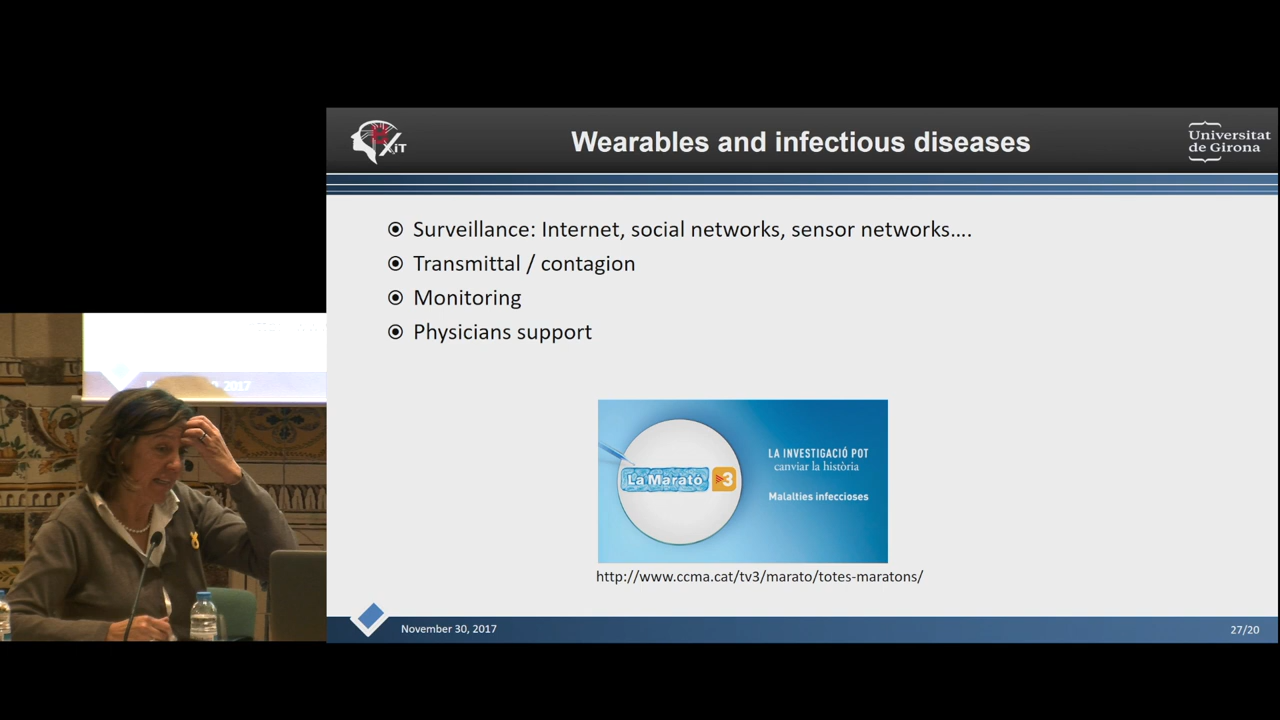 XiT
Wearables and infectious diseases
Universitat
de Girona
Surveillance: Internet, social networks, sensor networks....
Transmittal / contagion
Monitoring
Physicians support
La Marató 3
LA INVESTIGACIÓ POT
canviar la història
Malalties infeccioses
http://www.ccma.cat/tv3/marato/totes-maratons/
November 30, 2017
27/20
2017